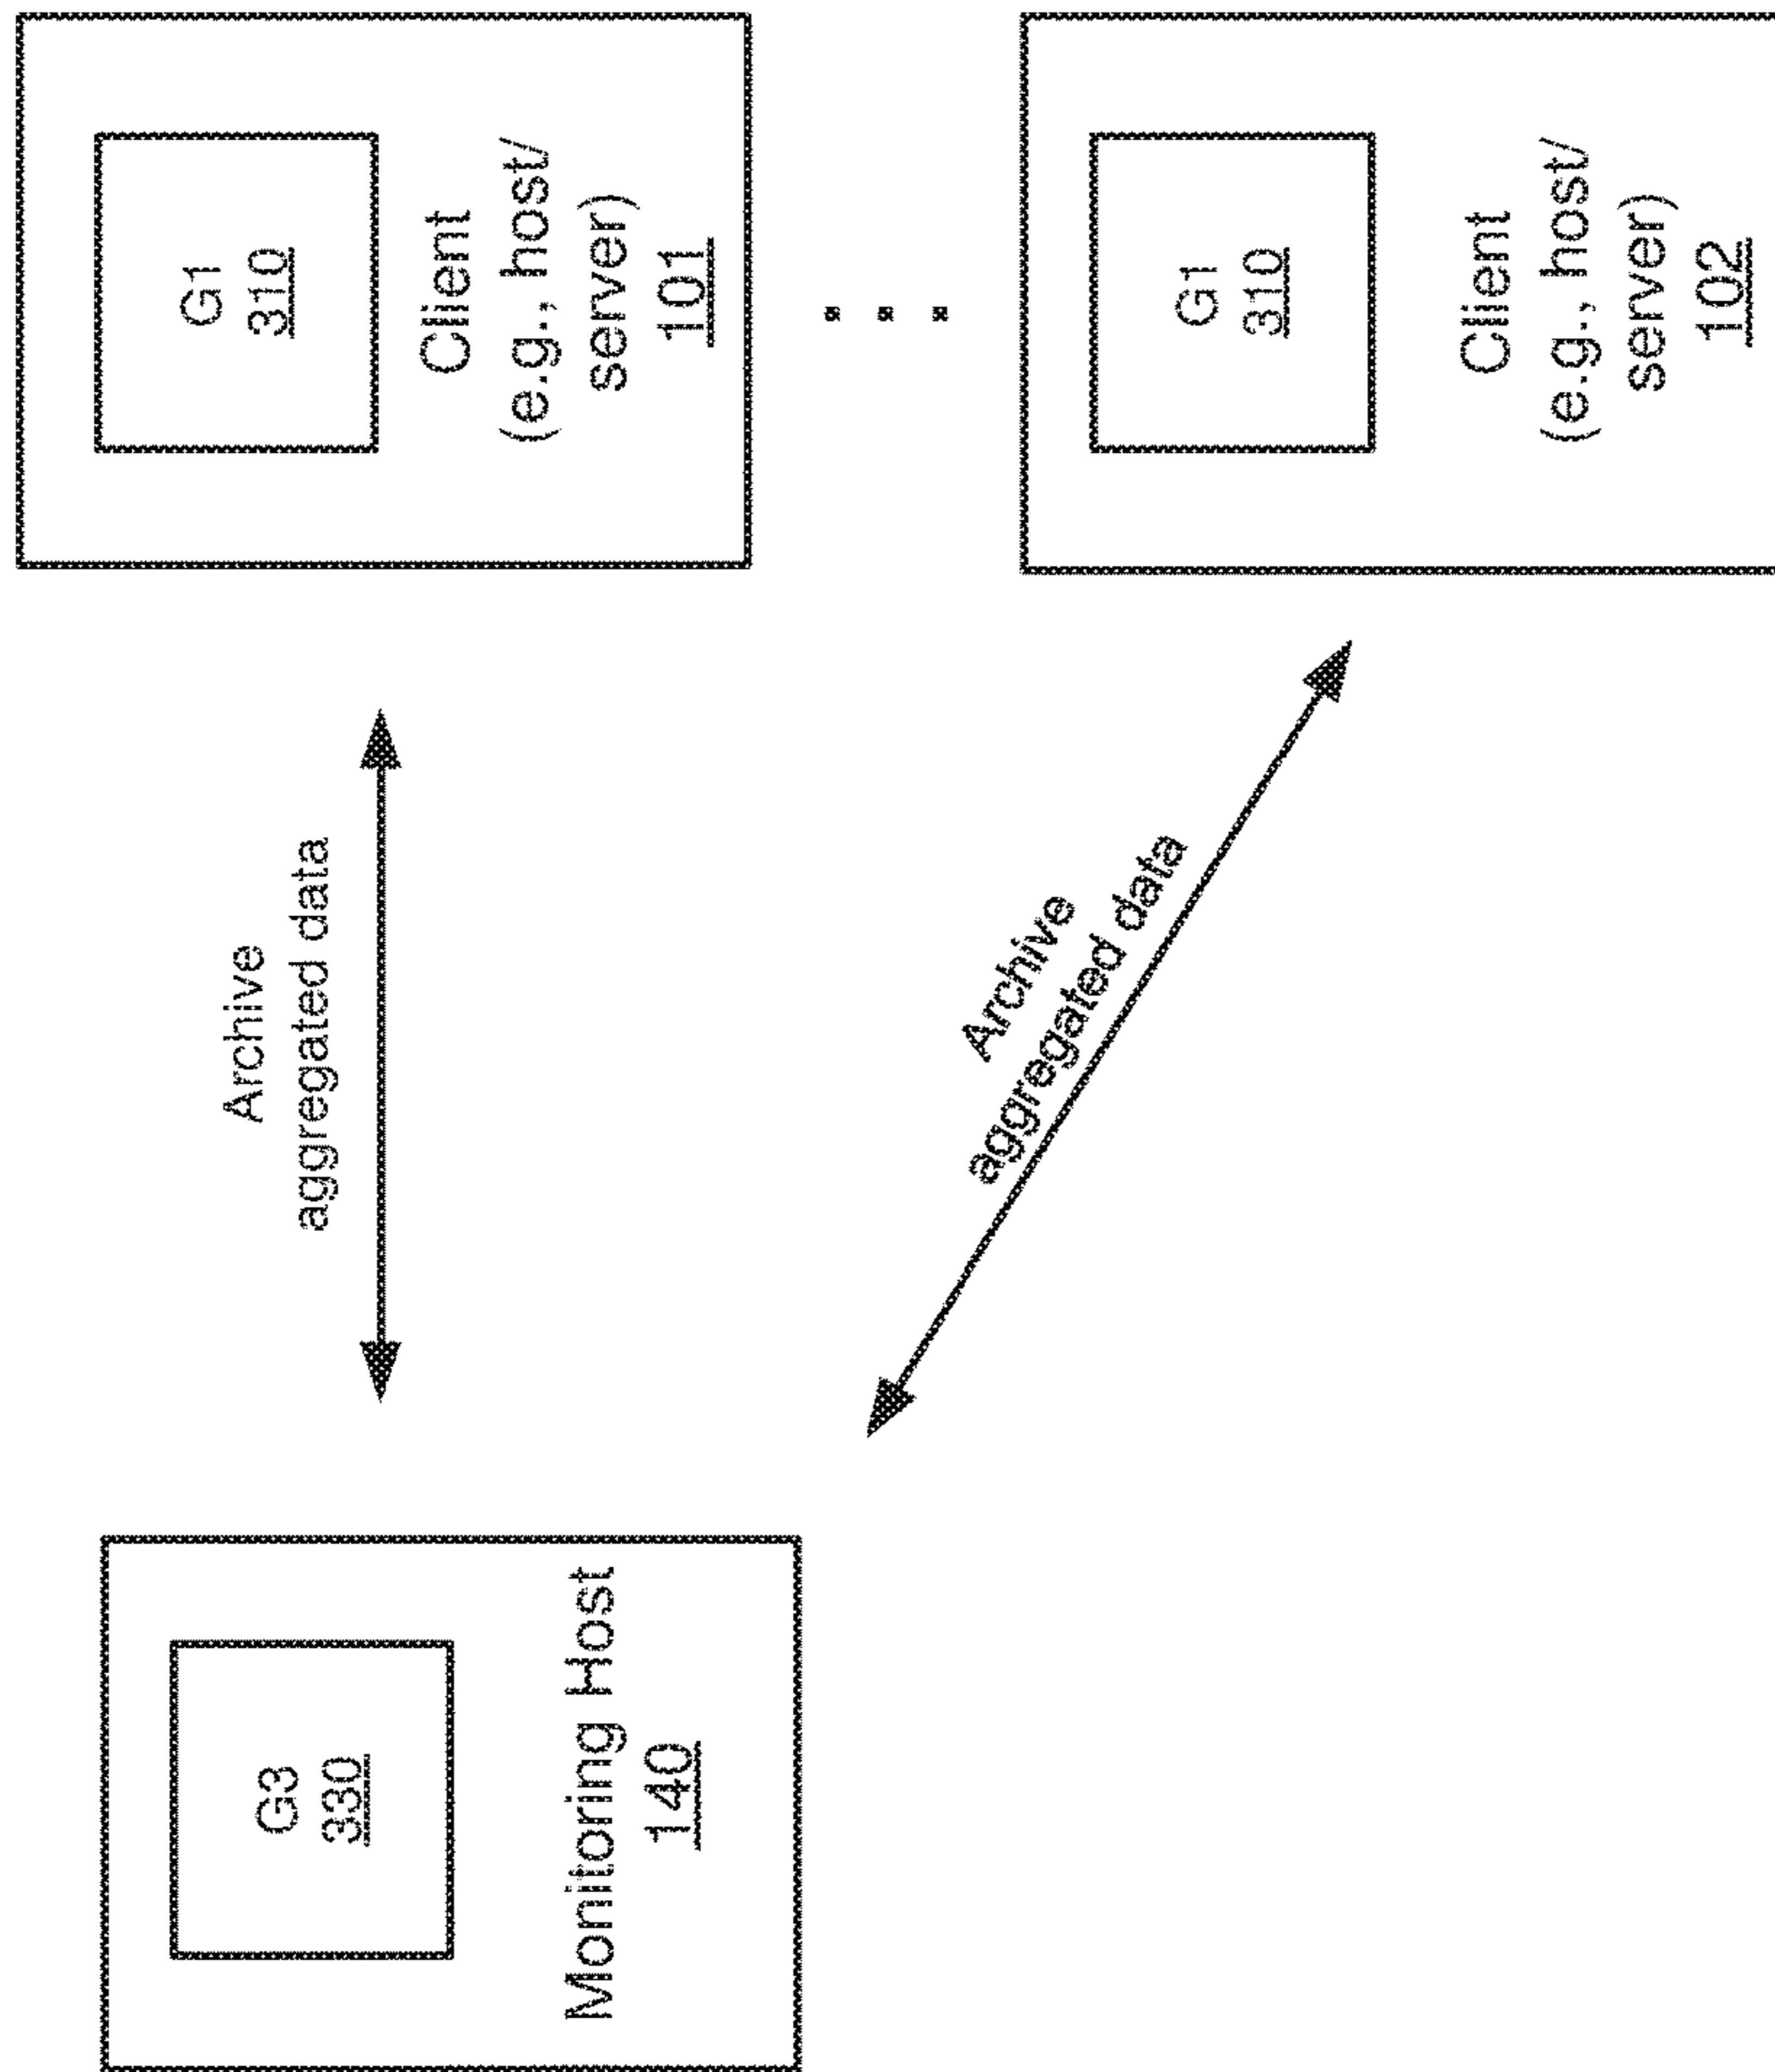 G3
330
Monitoring Host
140
Archive
aggregated data
Archive
aggregated data
G1
310
Client
(e.g., host/
server)
101
G1
310
Client
(e.g., host/
server)
102